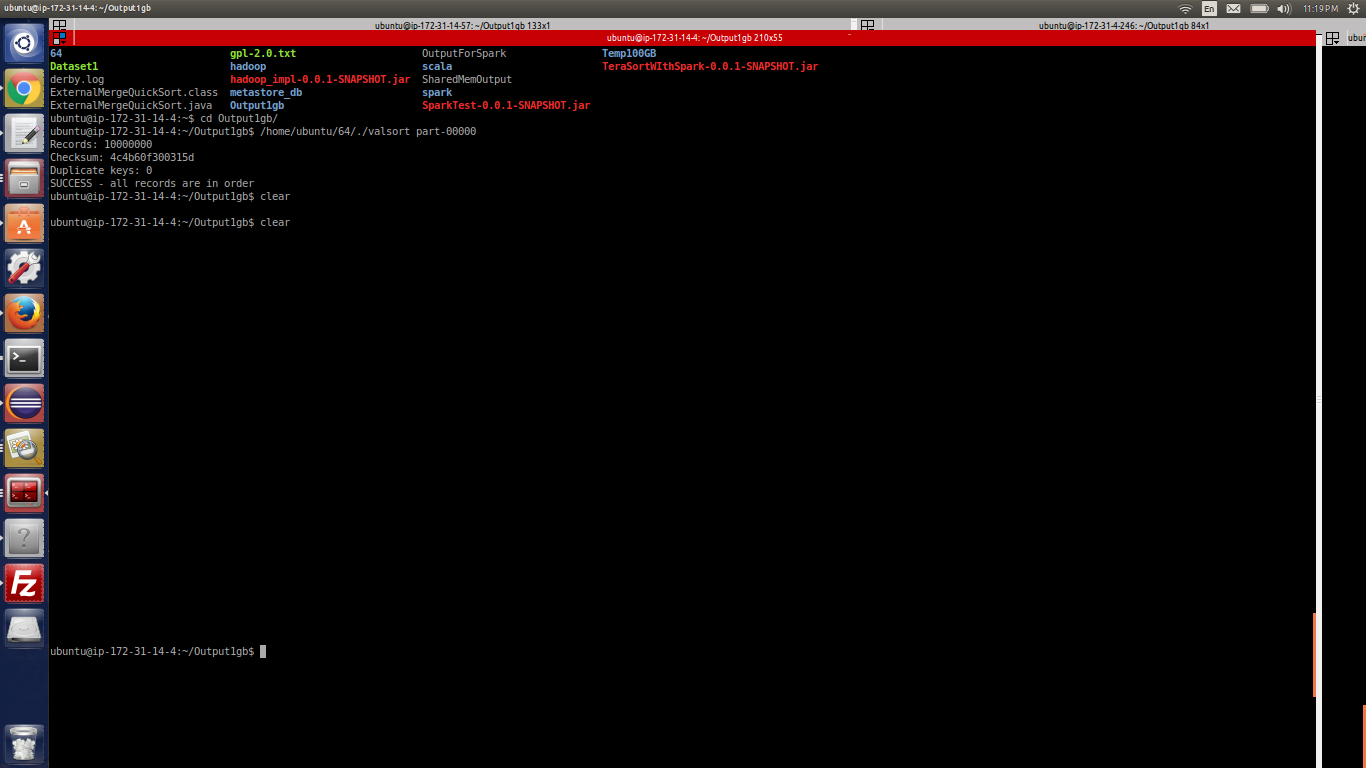 ubuntu@ip-172-31-14-4: ~/Output1gb
En
11:19 PM
ubuntu@ip-172-31-14-57: ~/Output1gb 133x1
ubuntu@ip-172-31-4-246: ~/Output1gb 84x1
ubuntu@ip-172-31-14-4: ~/Output1gb 210x55
ubun
64 gpl-2.0.txt OutputForSpark Temp100GB
Dataset1 hadoop scala TeraSortWIthSpark-0.0.1-SNAPSHOT.jar
derby.log hadoop_impl-0.0.1-SNAPSHOT.jar SharedMemOutput
ExternalMergeQuickSort.class metastore_db spark
ExternalMergeQuickSort.java Output1gb SparkTest-0.0.1-SNAPSHOT.jar
ubuntu@ip-172-31-14-4:~$ cd Output1gb/
ubuntu@ip-172-31-14-4:~/Output1gb$ /home/ubuntu/64/./valsort part-00000
Records: 10000000
Checksum: 4c4b60f300315d
Duplicate keys: 0
SUCCESS - all records are in order
ubuntu@ip-172-31-14-4:~/Output1gb$ clear
ubuntu@ip-172-31-14-4:~/Output1gb$ clear
ubuntu@ip-172-31-14-4:~/Output1gb$